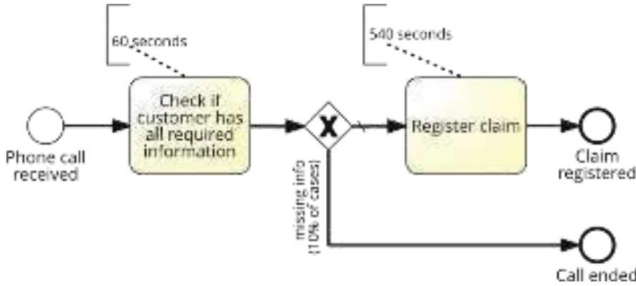 60 seconds
540 seconds
Check if
customer has
all required
information
Register claim
Phone call
received
missing info
(10% of cases)
Claim
registered
Call ended